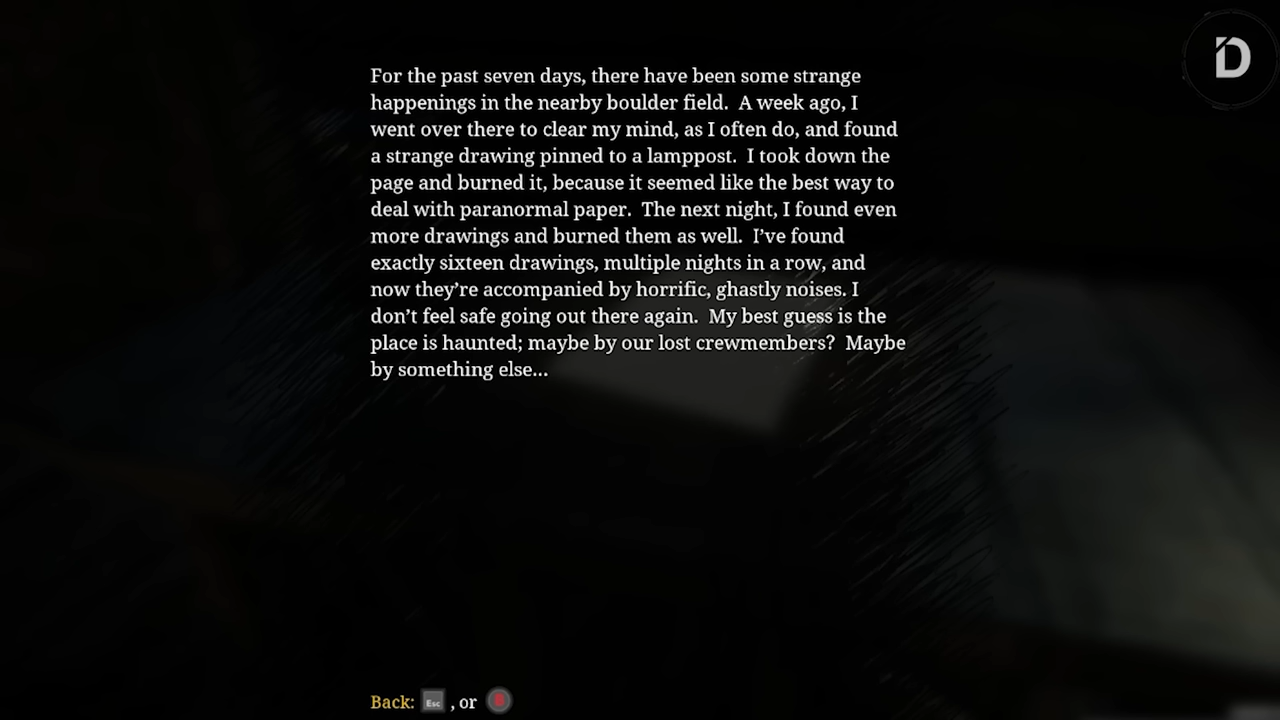 For the past seven days, there have been some strange
happenings in the nearby boulder field.  A week ago, I
went over there to clear my mind, as I often do, and found
a strange drawing pinned to a lamppost.  I took down the
page and burned it, because it seemed like the best way to
deal with paranormal paper.  The next night, I found even
more drawings and burned them as well.  I’ve found
exactly sixteen drawings, multiple nights in a row, and
now they’re accompanied by horrific, ghastly noises. I
don’t feel safe going out there again.  My best guess is the
place is haunted; maybe by our lost crewmembers?  Maybe
by something else...
Back: Esc , or B
D